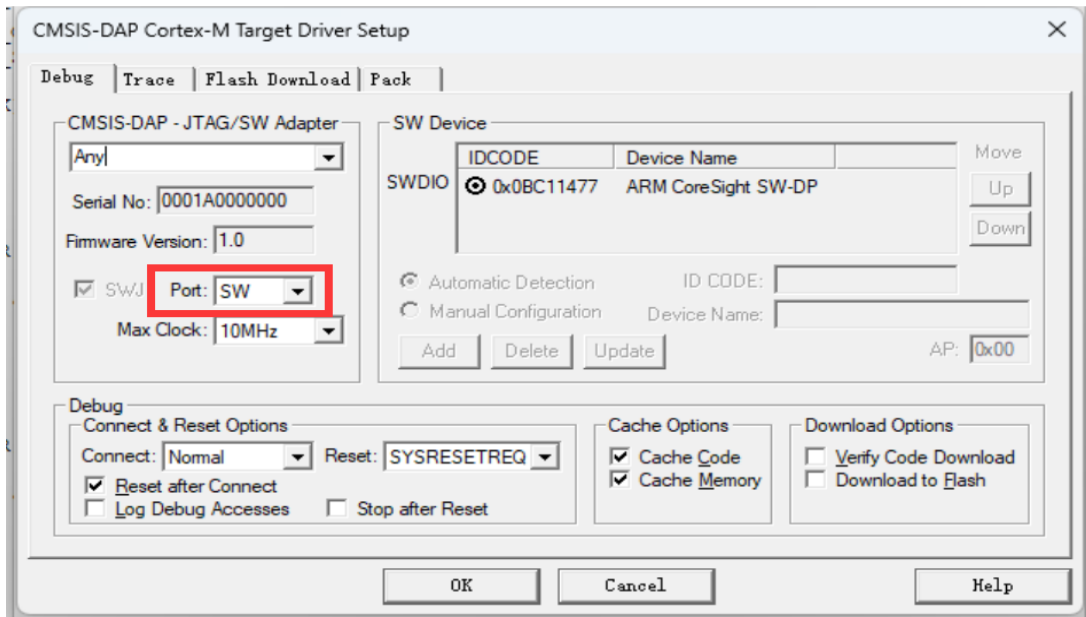 CMSIS-DAP Cortex-M Target Driver Setup
Debug Trace Flash Download Pack
CMSIS-DAP - JTAG/SW Adapter
Any
Serial No: 0001A0000000
Firmware Version: 1.0
SWJ Port: SW
Max Clock: 10MHz
SW Device
IDCODE Device Name
SWDIO 0x0BC11477 ARM CoreSight SW-DP
Move
Up
Down
Automatic Detection ID CODE:
Manual Configuration Device Name:
Add Delete Update AP: 0x00
Debug
Connect & Reset Options
Connect: Normal Reset: SYSRESETREQ
Reset after Connect
Log Debug Accesses Stop after Reset
Cache Options
Cache Code
Cache Memory
Download Options
Verify Code Download
Download to Flash
OK Cancel Help